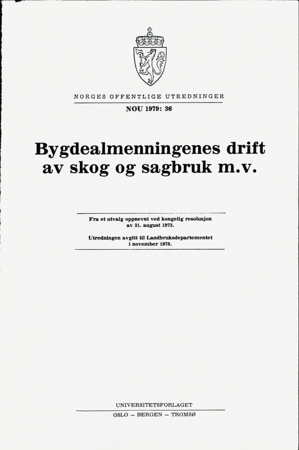 NORGES OFFENTLIGE UTREDNINGER
NOU 1979: 36
Bygdealmenningenes drift
av skog og sagbruk m.v.
Fra et utvalg oppnevnt ved kongelig resolusjon
av 31. august 1973.
Utredningen avgitt til Landbruksdepartementet
i november 1978.
UNIVERSITETSFORLAGET
OSLO — BERGEN — TROMSØ